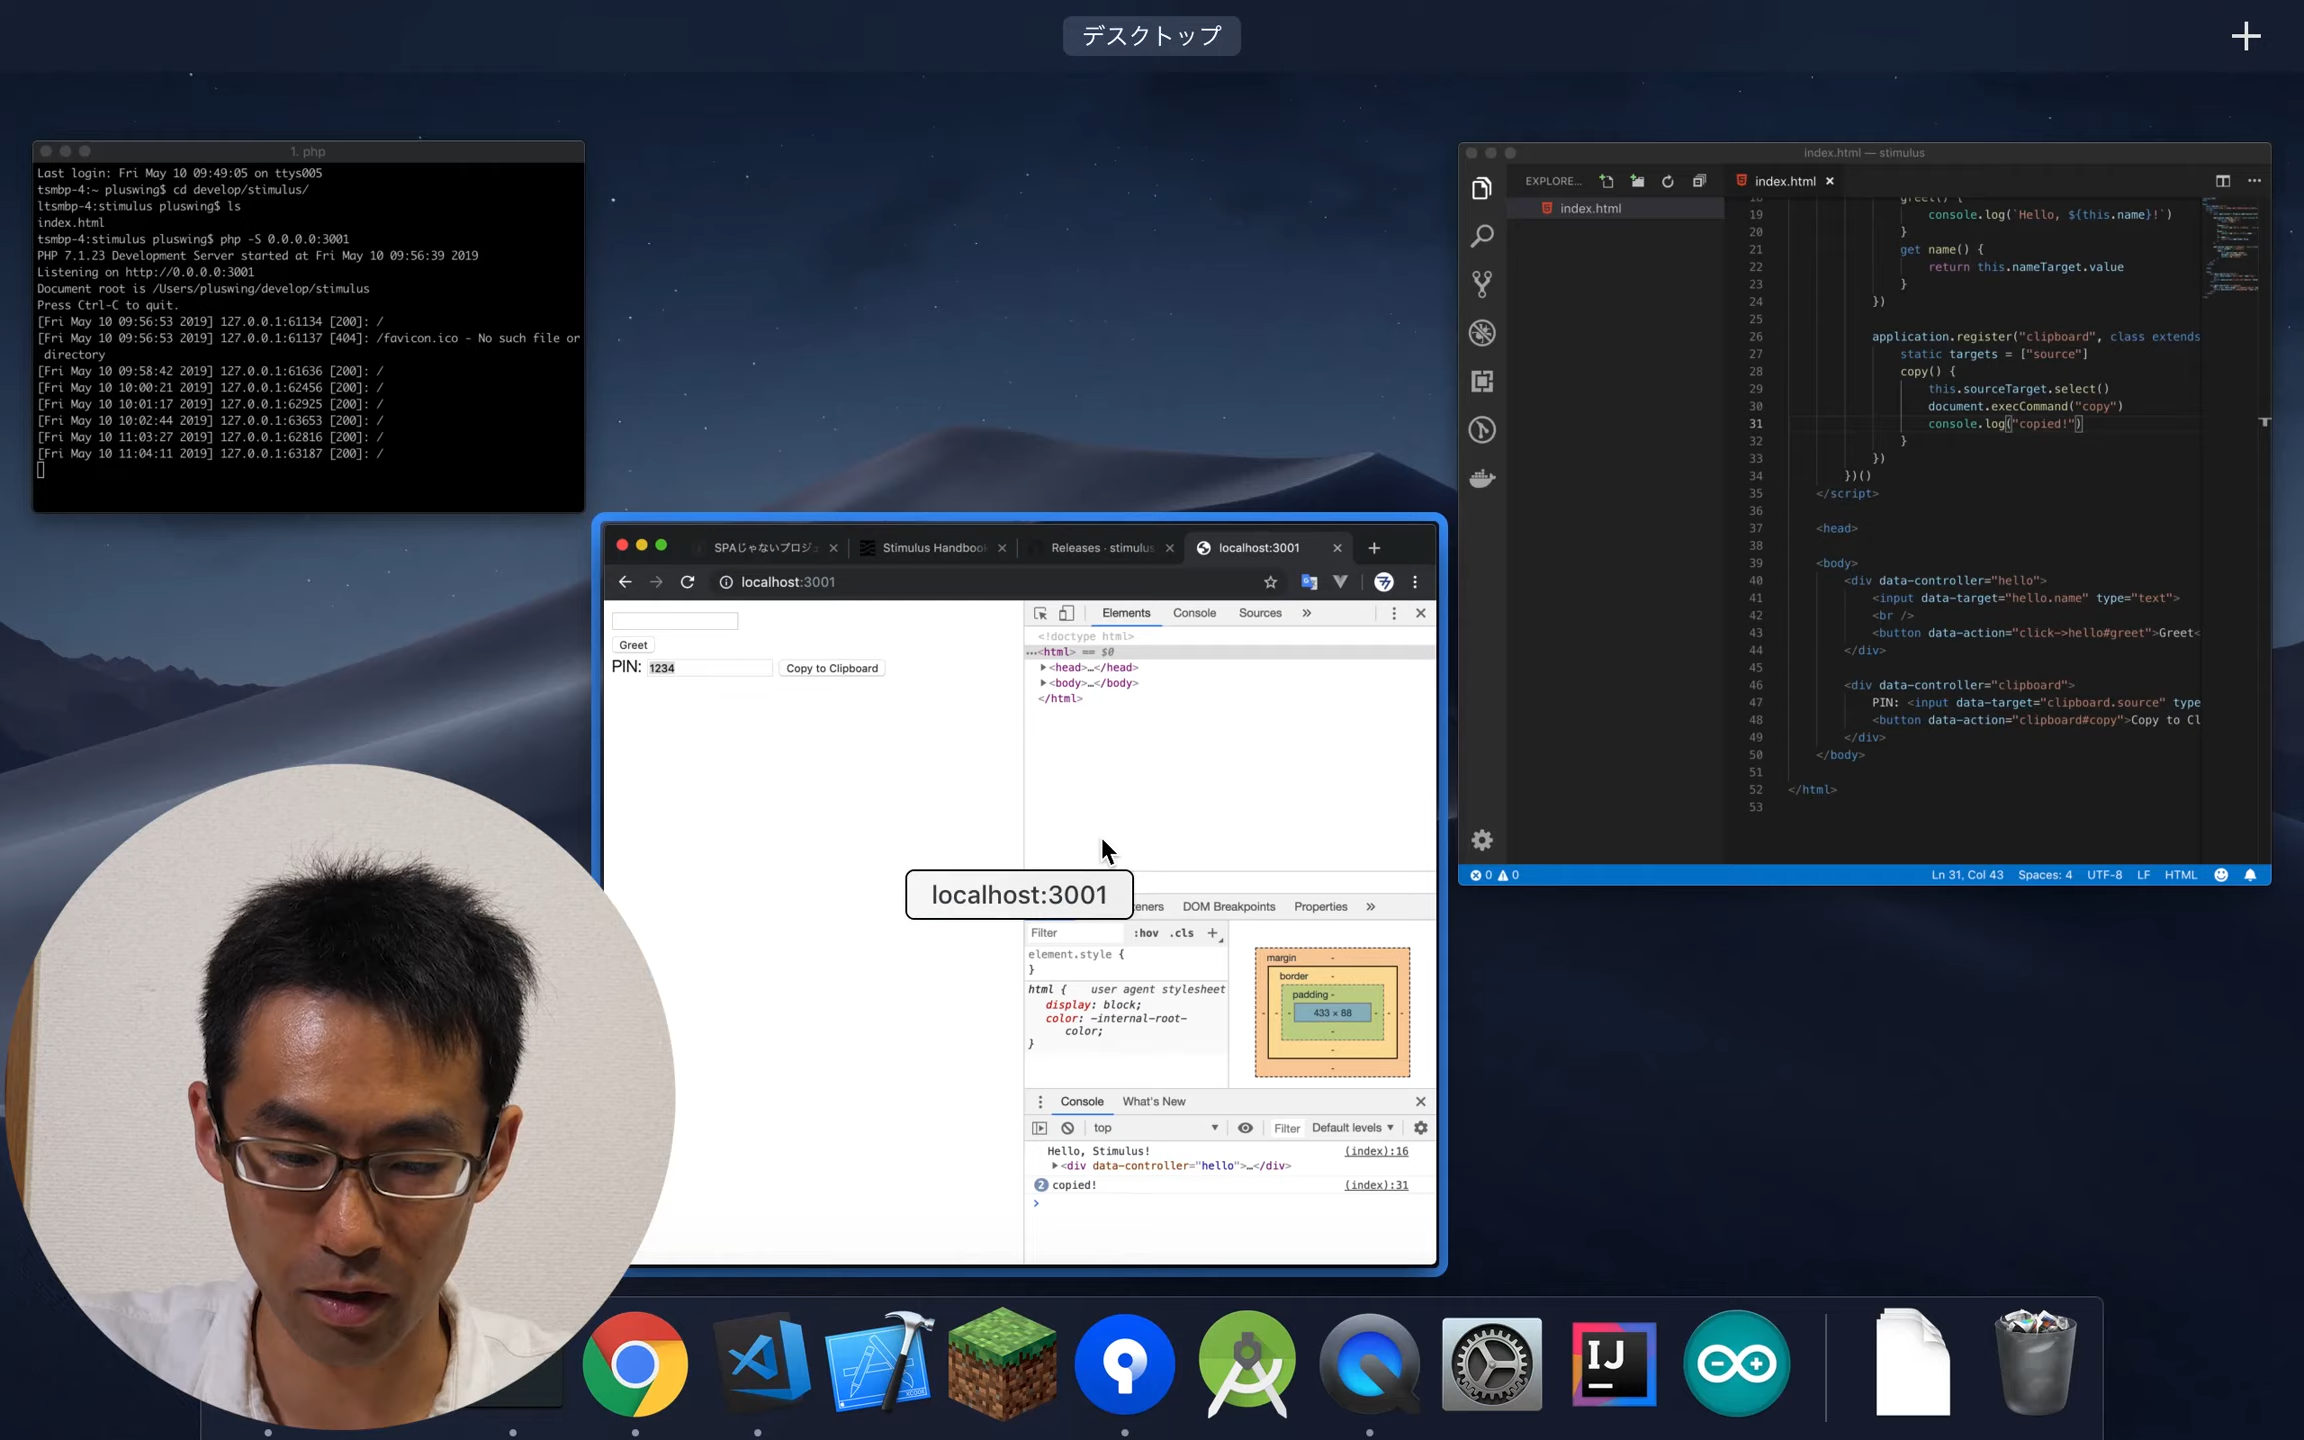 デスクトップ
1. php
Last login: Fri May 10 09:49:05 on ttys005
tsmbp-4:~ pluswing$ cd develop/stimulus/
ltsmbp-4:stimulus pluswing$ ls
index.html
tsmbp-4:stimulus pluswing$ php -S 0.0.0.0:3001
PHP 7.1.23 Development Server started at Fri May 10 09:56:39 2019
Listening on http://0.0.0.0:3001
Document root is /Users/pluswing/develop/stimulus
Press Ctrl-C to quit.
[Fri May 10 09:56:53 2019] 127.0.0.1:61134 [200]: /
[Fri May 10 09:56:53 2019] 127.0.0.1:61137 [404]: /favicon.ico - No such file or
directory
[Fri May 10 09:58:42 2019] 127.0.0.1:61636 [200]: /
[Fri May 10 10:00:21 2019] 127.0.0.1:62456 [200]: /
[Fri May 10 10:01:17 2019] 127.0.0.1:62925 [200]: /
[Fri May 10 10:02:44 2019] 127.0.0.1:63653 [200]: /
[Fri May 10 11:03:27 2019] 127.0.0.1:62816 [200]: /
[Fri May 10 11:04:11 2019] 127.0.0.1:63187 [200]: /
index.html — stimulus
EXPLORE...
index.html
index.html
18 greet() {
19 console.log(`Hello, ${this.name}!`)
20 }
21 get name() {
22 return this.nameTarget.value
23 }
24 })
25
26 application.register("clipboard", class extends
27 static targets = ["source"]
28 copy() {
29 this.sourceTarget.select()
30 document.execCommand("copy")
31 console.log("copied!")
32 }
33 })
34 })()
35 </script>
36
37 <head>
38
39 <body>
40 <div data-controller="hello">
41 <input data-target="hello.name" type="text">
42 <br />
43 <button data-action="click->hello#greet">Greet<
44 </div>
45
46 <div data-controller="clipboard">
47 PIN: <input data-target="clipboard.source" type
48 <button data-action="clipboard#copy">Copy to Cl
49 </div>
50 </body>
51
52 </html>
53
0 0
Ln 31, Col 43 Spaces: 4 UTF-8 LF HTML
SPAじゃないプロジ
Stimulus Handbook
Releases · stimulus
localhost:3001
localhost:3001
Greet
PIN: 1234 Copy to Clipboard
Elements Console Sources »
<!doctype html>
...<html> == $0
<head>…</head>
<body>…</body>
</html>
localhost:3001
teners DOM Breakpoints Properties »
Filter :hov .cls +
element.style {
}
html { user agent stylesheet
display: block;
color: -internal-root-
color;
}
margin -
border -
padding -
433 × 88
Console What's New
top Filter Default levels
Hello, Stimulus! (index):16
<div data-controller="hello">…</div>
2 copied! (index):31
XCODE
IJ